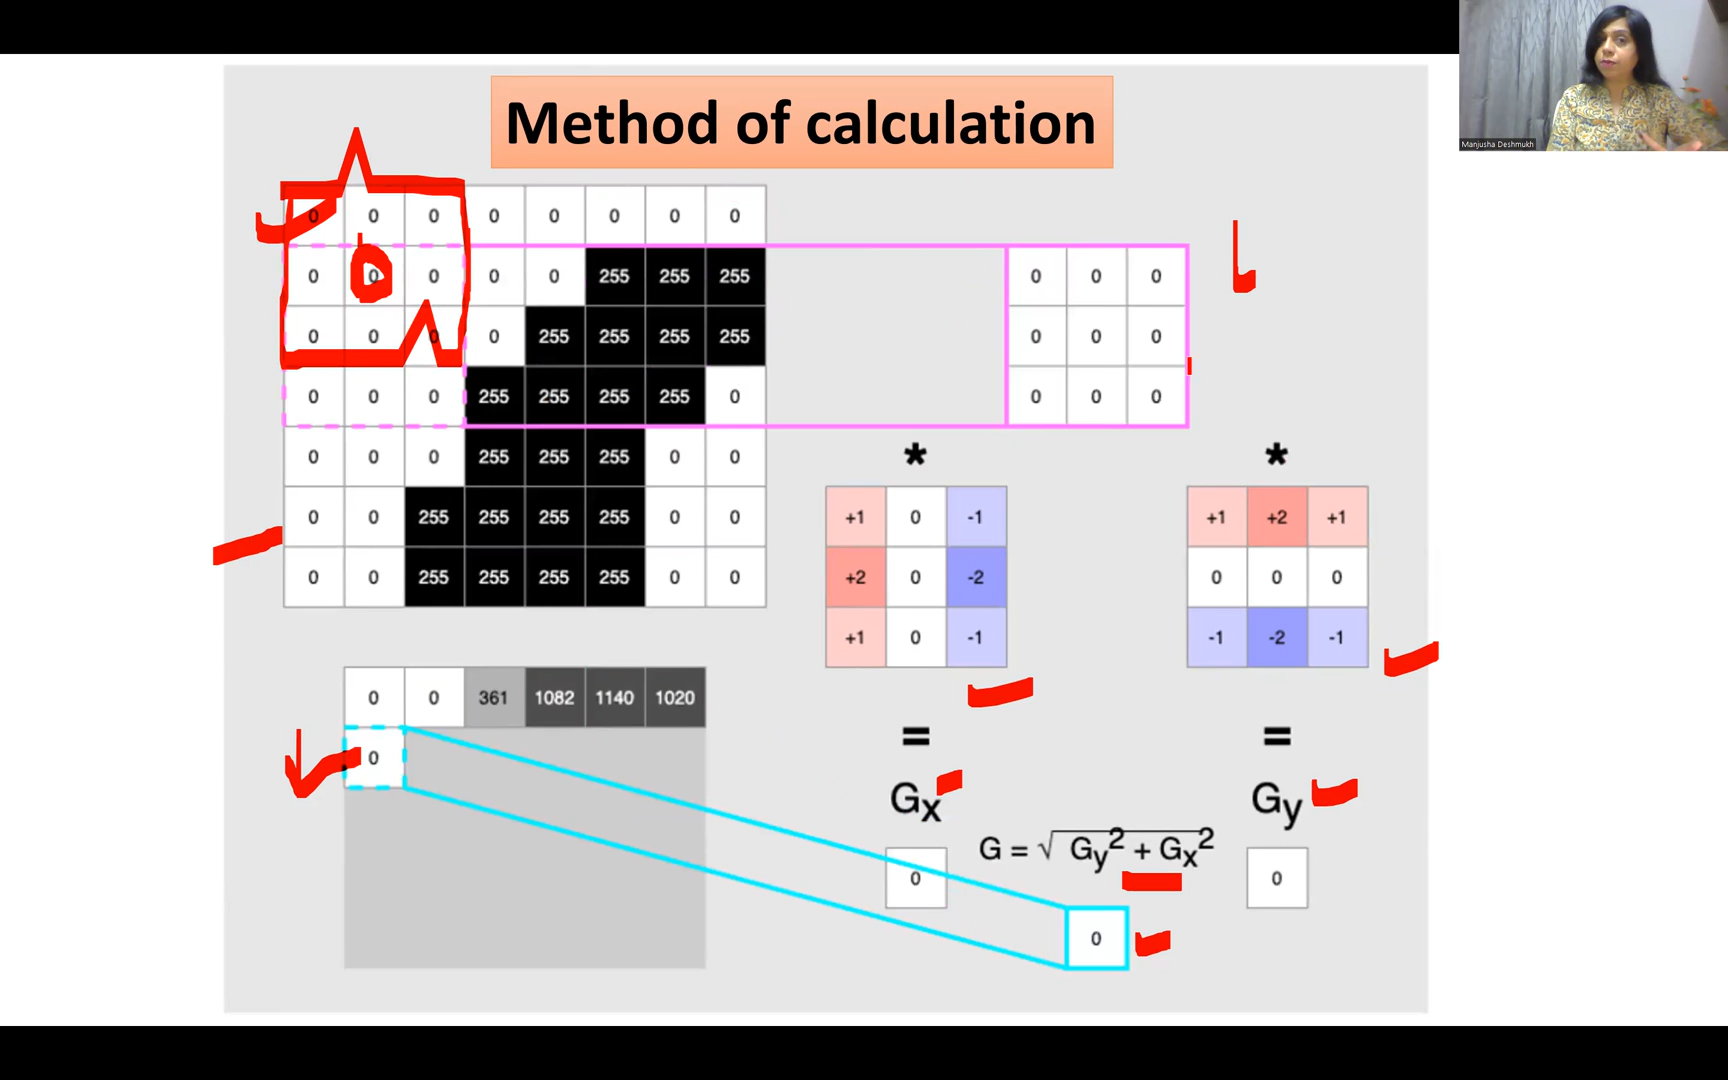 Method of calculation
Manjusha Deshmukh
0 0 0 0 0 0 0 0
0 0 0 0 0 255 255 255
0 0 0 0 255 255 255 255
0 0 0 255 255 255 255 0
0 0 0 255 255 255 0 0
0 0 255 255 255 255 0 0
0 0 255 255 255 255 0 0
0 0 0
0 0 0
0 0 0
* *
+1 0 -1
+2 0 -2
+1 0 -1
+1 +2 +1
0 0 0
-1 -2 -1
0 0 361 1082 1140 1020
0
= =
Gx Gy
G = √ Gy² + Gx²
0 0
0